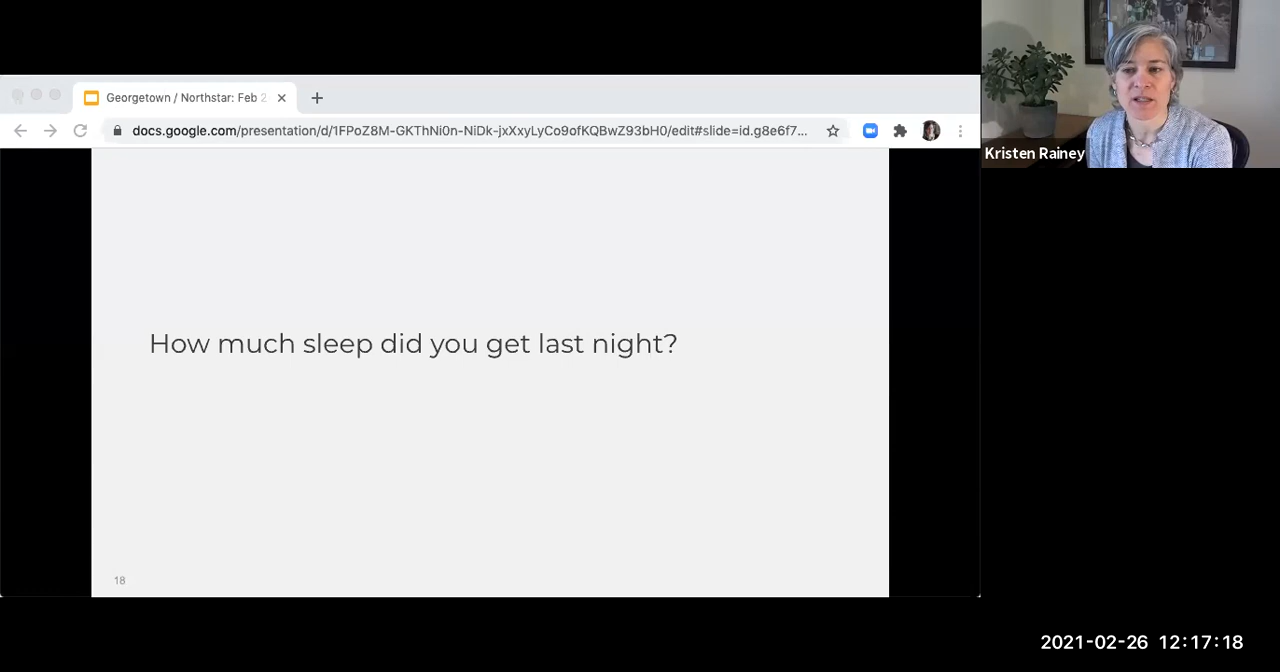 Georgetown / Northstar: Feb 2
docs.google.com/presentation/d/1FPoZ8M-GKThNi0n-NiDk-jxXxyLyCo9ofKQBwZ93bH0/edit#slide=id.g8e6f7...
Kristen Rainey
How much sleep did you get last night?
18
2021-02-26 12:17:18